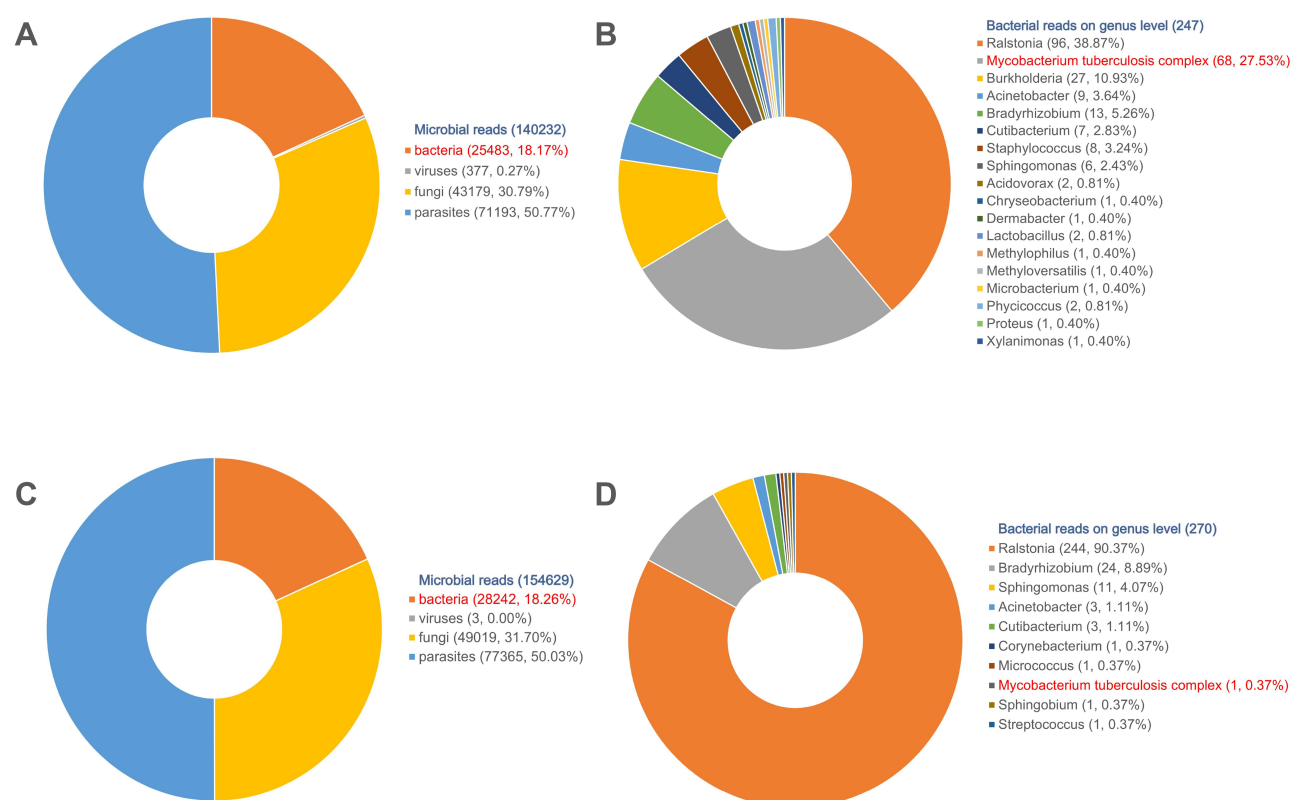 A
Microbial reads (140232)
bacteria (25483, 18.17%)
viruses (377, 0.27%)
fungi (43179, 30.79%)
parasites (71193, 50.77%)
B
Bacterial reads on genus level (247)
Ralstonia (96, 38.87%)
Mycobacterium tuberculosis complex (68, 27.53%)
Burkholderia (27, 10.93%)
Acinetobacter (9, 3.64%)
Bradyrhizobium (13, 5.26%)
Cutibacterium (7, 2.83%)
Staphylococcus (8, 3.24%)
Sphingomonas (6, 2.43%)
Acidovorax (2, 0.81%)
Chryseobacterium (1, 0.40%)
Dermabacter (1, 0.40%)
Lactobacillus (2, 0.81%)
Methylophilus (1, 0.40%)
Methyloversatilis (1, 0.40%)
Microbacterium (1, 0.40%)
Phycicoccus (2, 0.81%)
Proteus (1, 0.40%)
Xylanimonas (1, 0.40%)
C
Microbial reads (154629)
bacteria (28242, 18.26%)
viruses (3, 0.00%)
fungi (49019, 31.70%)
parasites (77365, 50.03%)
D
Bacterial reads on genus level (270)
Ralstonia (244, 90.37%)
Bradyrhizobium (24, 8.89%)
Sphingomonas (11, 4.07%)
Acinetobacter (3, 1.11%)
Cutibacterium (3, 1.11%)
Corynebacterium (1, 0.37%)
Micrococcus (1, 0.37%)
Mycobacterium tuberculosis complex (1, 0.37%)
Sphingobium (1, 0.37%)
Streptococcus (1, 0.37%)